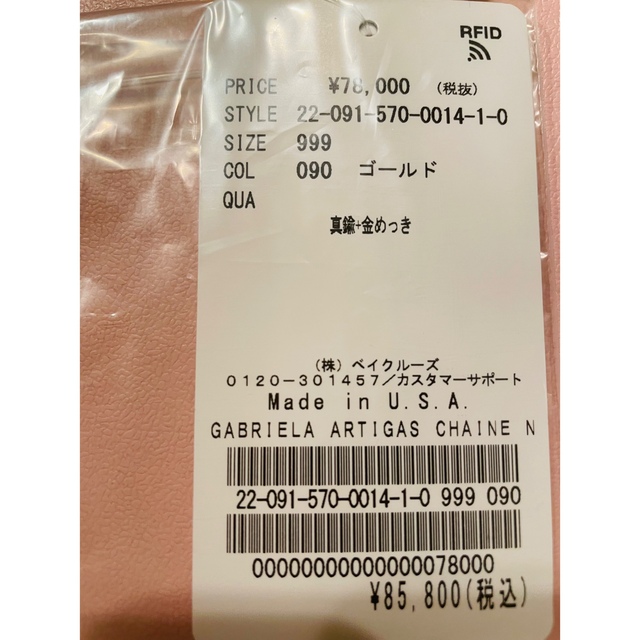 RFID
PRICE ¥78,000 (税抜)
STYLE 22-091-570-0014-1-0
SIZE 999
COL 090 ゴールド
QUA
真鍮+金めっき
(株)ベイクルーズ
0120-301457/カスタマーサポート
Made in U.S.A.
GABRIELA ARTIGAS CHAINE N
22-091-570-0014-1-0 999 090
00000000000000078000
¥85,800(税込)